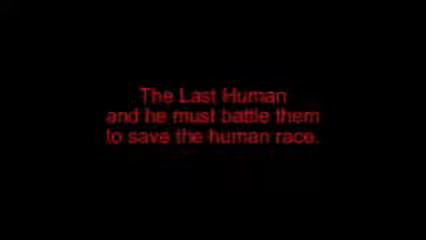 The Last Human
and he must battle them
to save the human race.